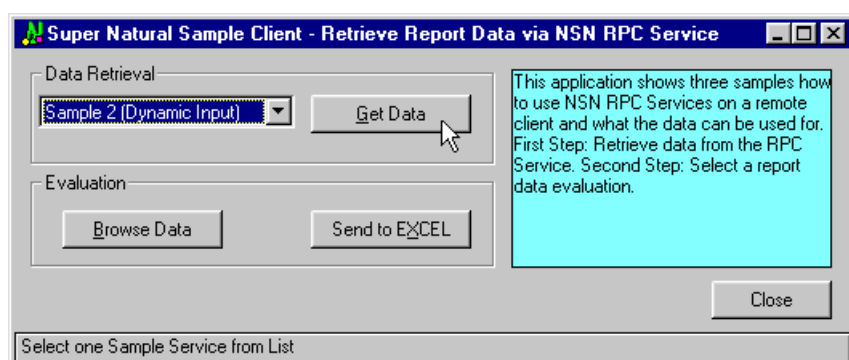 Super Natural Sample Client - Retrieve Report Data via NSN RPC Service
Data Retrieval
Sample 2 (Dynamic Input)
Get Data
This application shows three samples how
to use NSN RPC Services on a remote
client and what the data can be used for.
First Step: Retrieve data from the RPC
Service. Second Step: Select a report
data evaluation.
Evaluation
Browse Data
Send to EXCEL
Close
Select one Sample Service from List